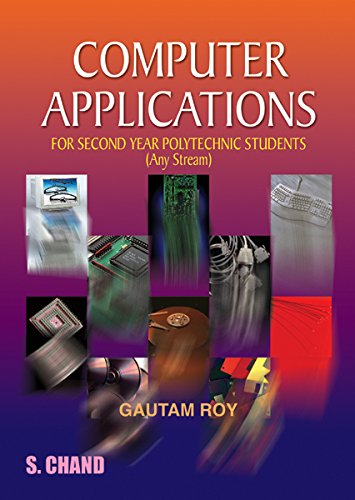 COMPUTER
APPLICATIONS
FOR SECOND YEAR POLYTECHNIC STUDENTS
(Any Stream)
GAUTAM ROY
S. CHAND